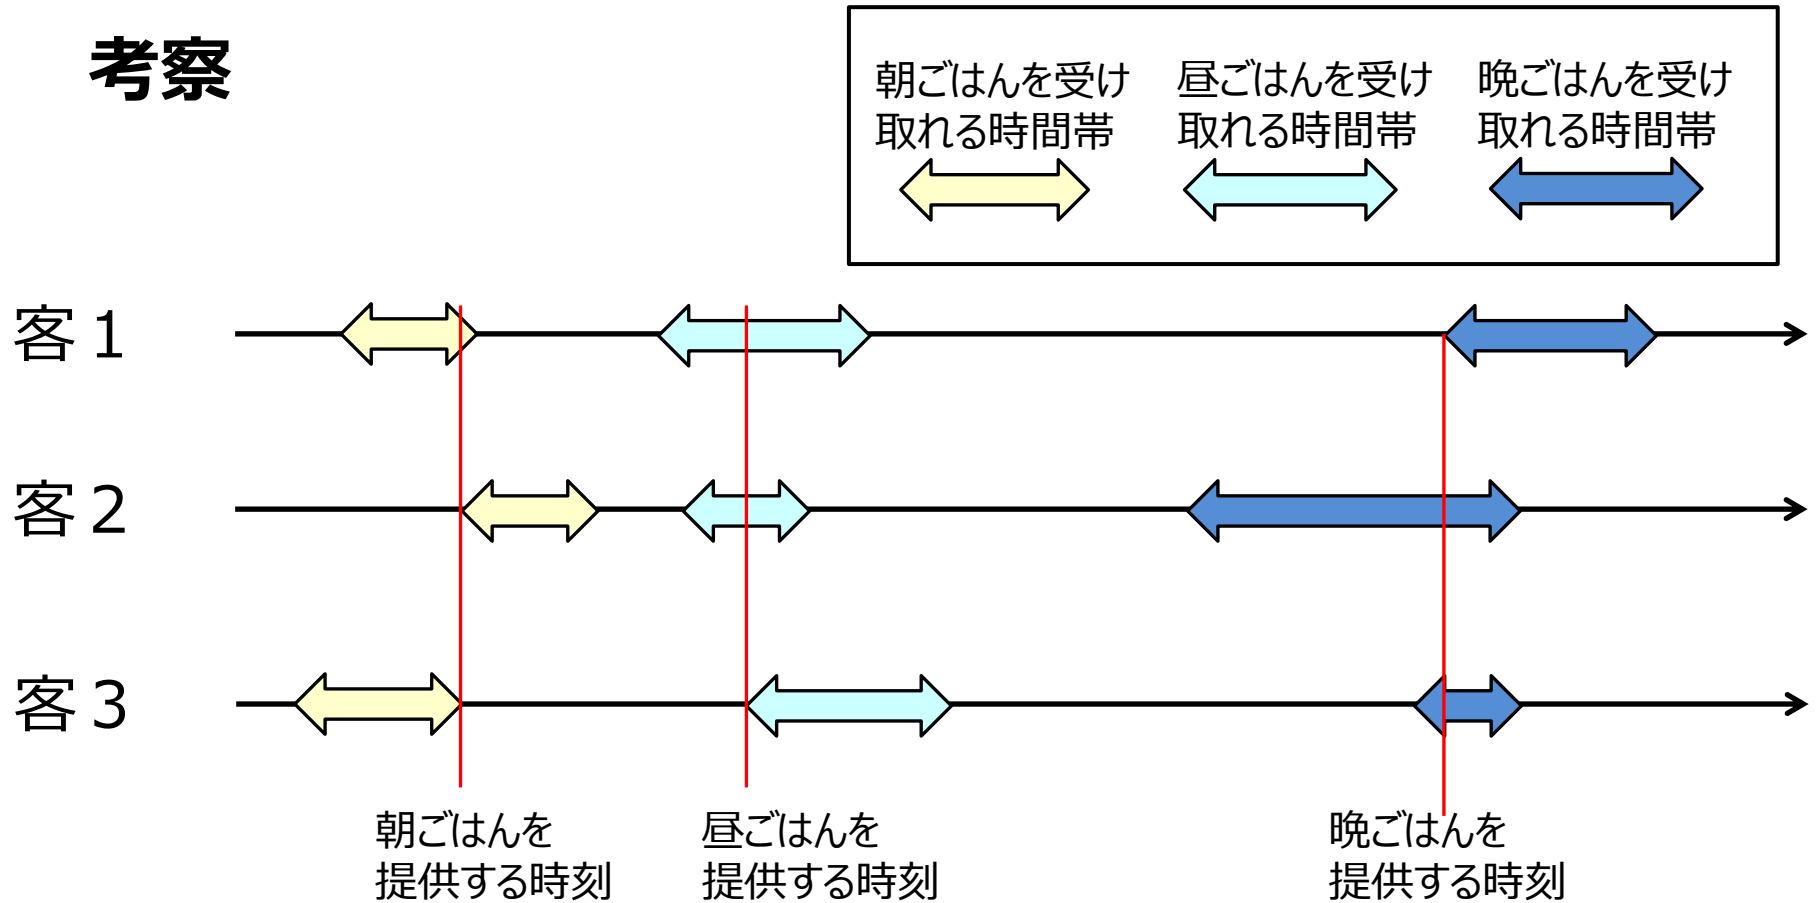 考察
朝ごはんを受け
取れる時間帯
昼ごはんを受け
取れる時間帯
晩ごはんを受け
取れる時間帯
客1
客2
客3
朝ごはんを
提供する時刻
昼ごはんを
提供する時刻
晩ごはんを
提供する時刻